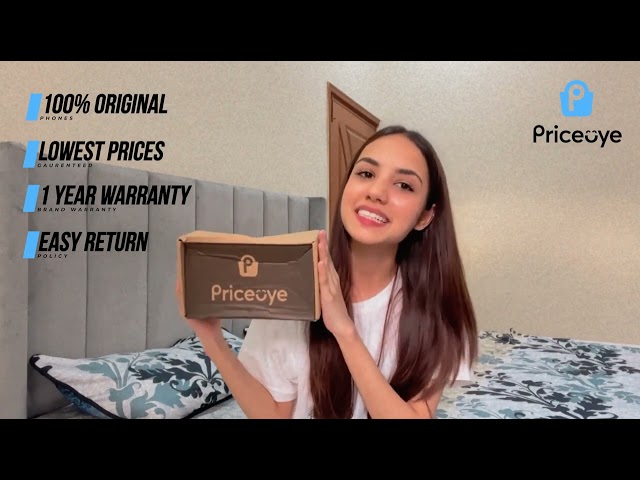 100% ORIGINAL
PHONES
LOWEST PRICES
GAURENTEED
1 YEAR WARRANTY
BRAND WARRANTY
EASY RETURN
POLICY
Priceoye
Priceoye